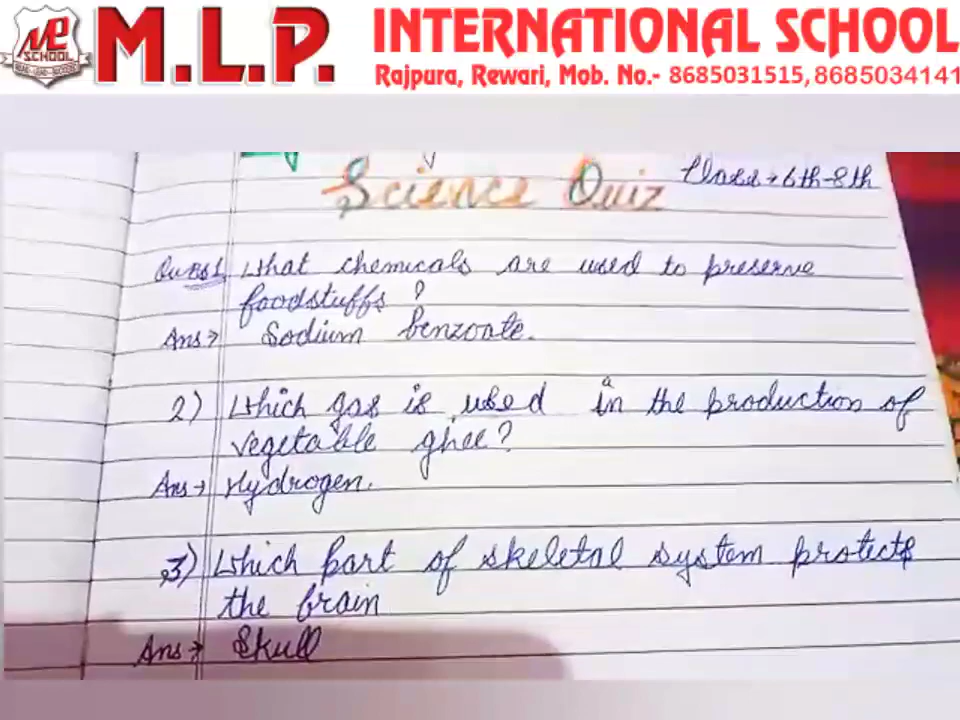 MLP
SCHOOL
M.L.P. INTERNATIONAL SCHOOL
Rajpura, Rewari, Mob. No.- 8685031515, 8685034141
Science Quiz
Class → 6th-8th
Ques1. What chemicals are used to preserve
foodstuffs ?
Ans → Sodium benzoate.
2) Which gas is used in the production of
vegetable ghee?
Ans → Hydrogen.
3) Which part of skeletal system protects
the brain
Ans → Skull